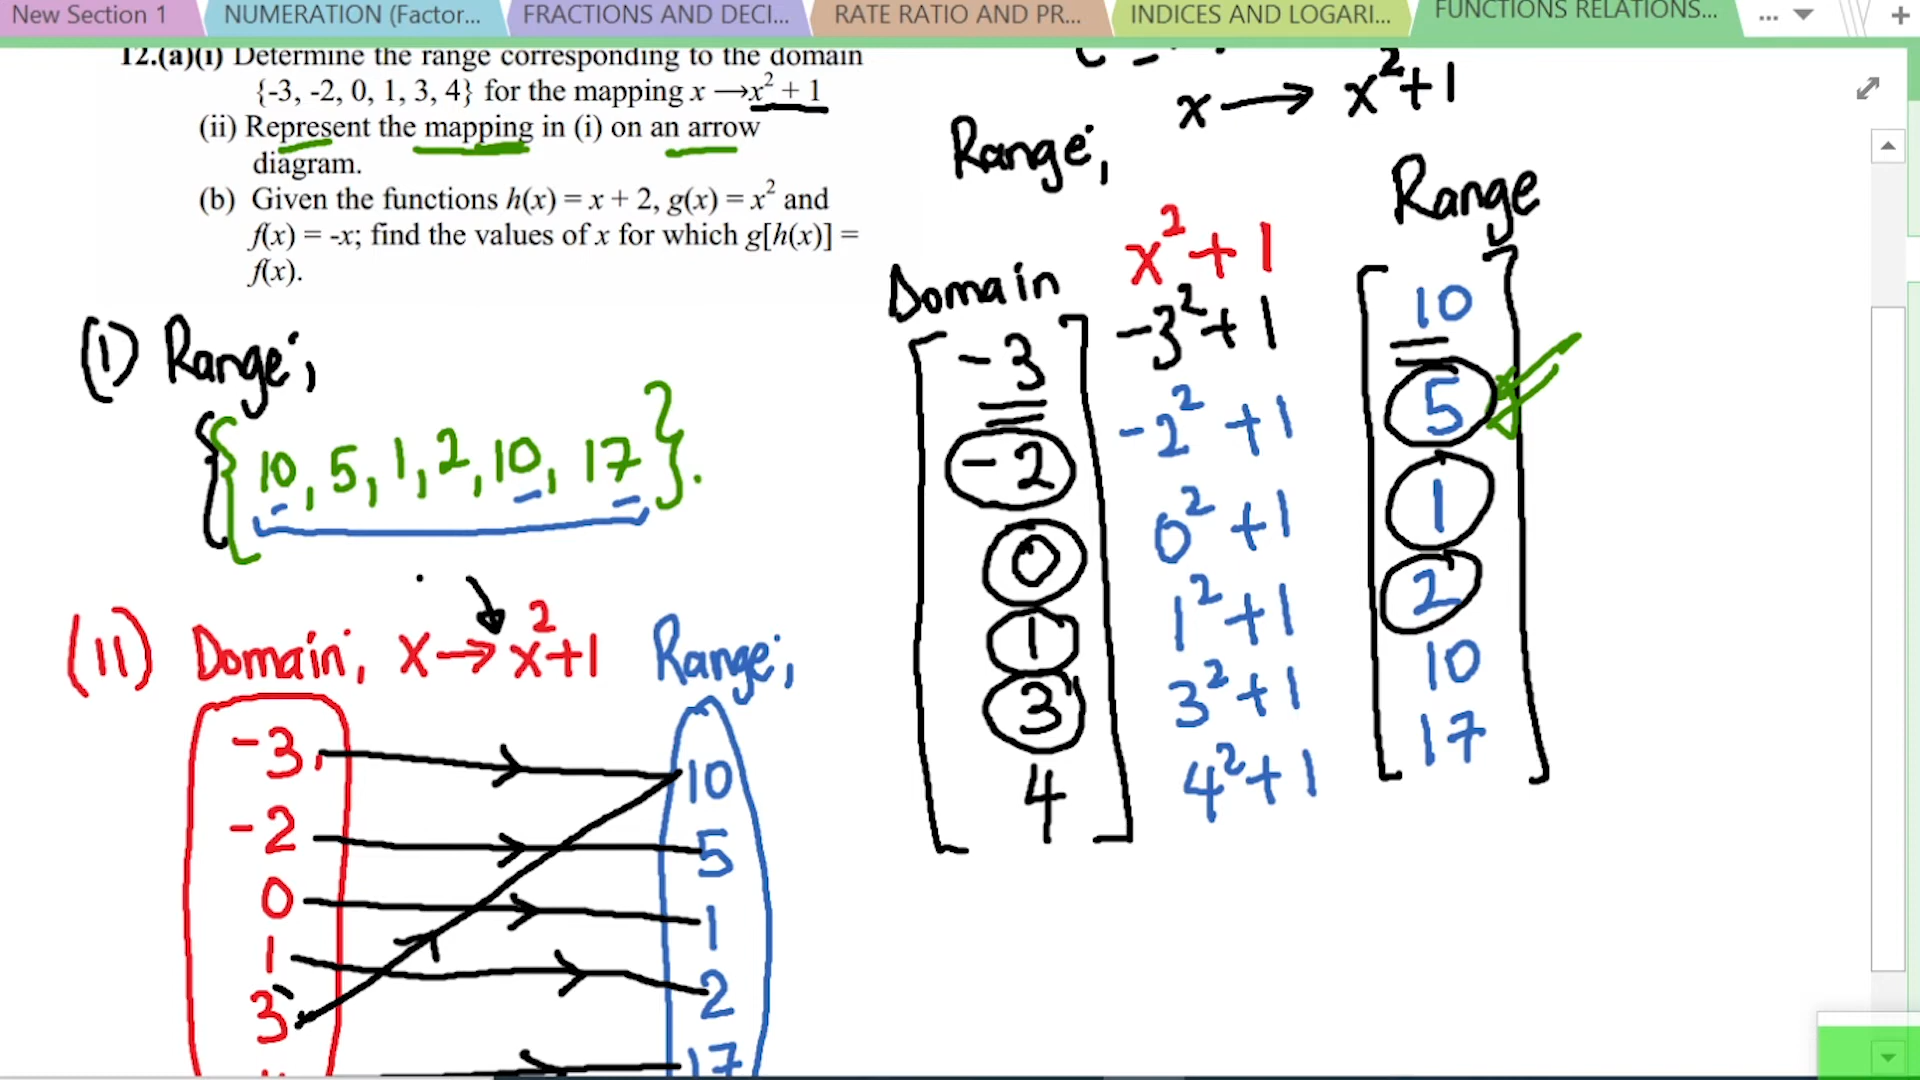 New Section 1
NUMERATION (Factor...
FRACTIONS AND DECI...
RATE RATIO AND PR...
INDICES AND LOGARI...
FUNCTIONS RELATIONS...
12.(a)(i) Determine the range corresponding to the domain
{-3, -2, 0, 1, 3, 4} for the mapping x →x² + 1
(ii) Represent the mapping in (i) on an arrow
diagram.
(b) Given the functions h(x) = x + 2, g(x) = x² and
f(x) = -x; find the values of x for which g[h(x)] =
f(x).
(i) Range;
{10, 5, 1, 2, 10, 17}.
(ii) Domain, x → x²+1 Range;
-3 10
-2 5
0 1
1 2
3 17
x → x²+1
Range;
Domain x²+1 Range
-3 -3²+1 10
-2 -2²+1 5
0 0²+1 1
1 1²+1 2
3 3²+1 10
4 4²+1 17